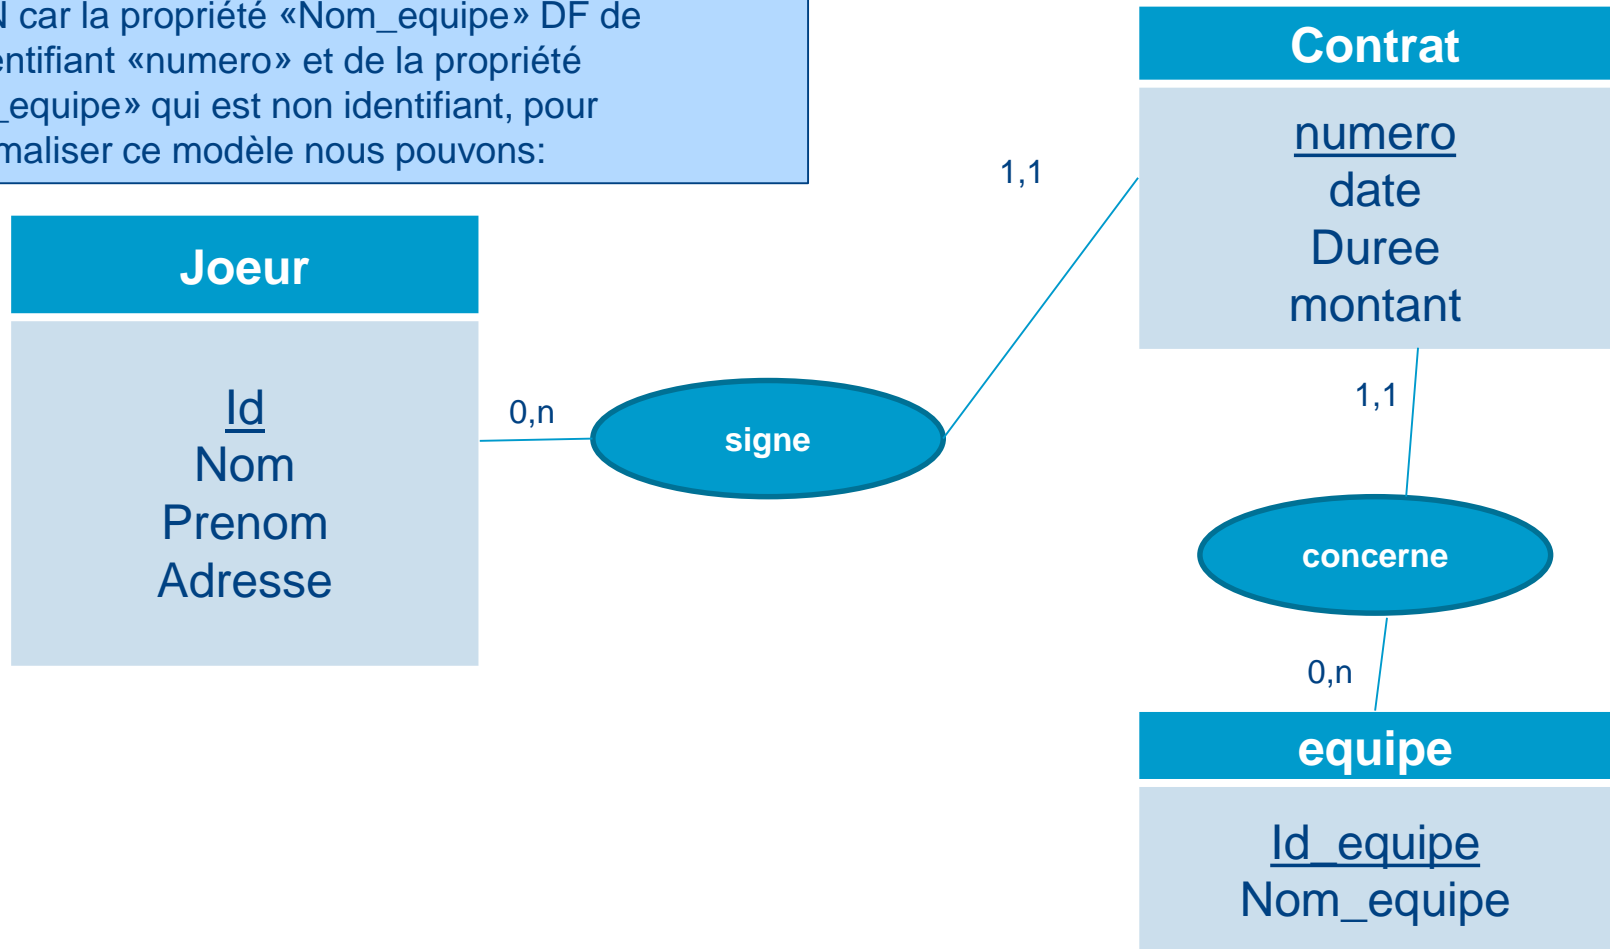 N car la propriété «Nom_equipe» DF de
entifiant «numero» et de la propriété
_equipe» qui est non identifiant, pour
maliser ce modèle nous pouvons:
Contrat
numero
date
Duree
montant
1,1
Joeur
Id
Nom
Prenom
Adresse
0,n
signe
1,1
concerne
0,n
equipe
Id_equipe
Nom_equipe